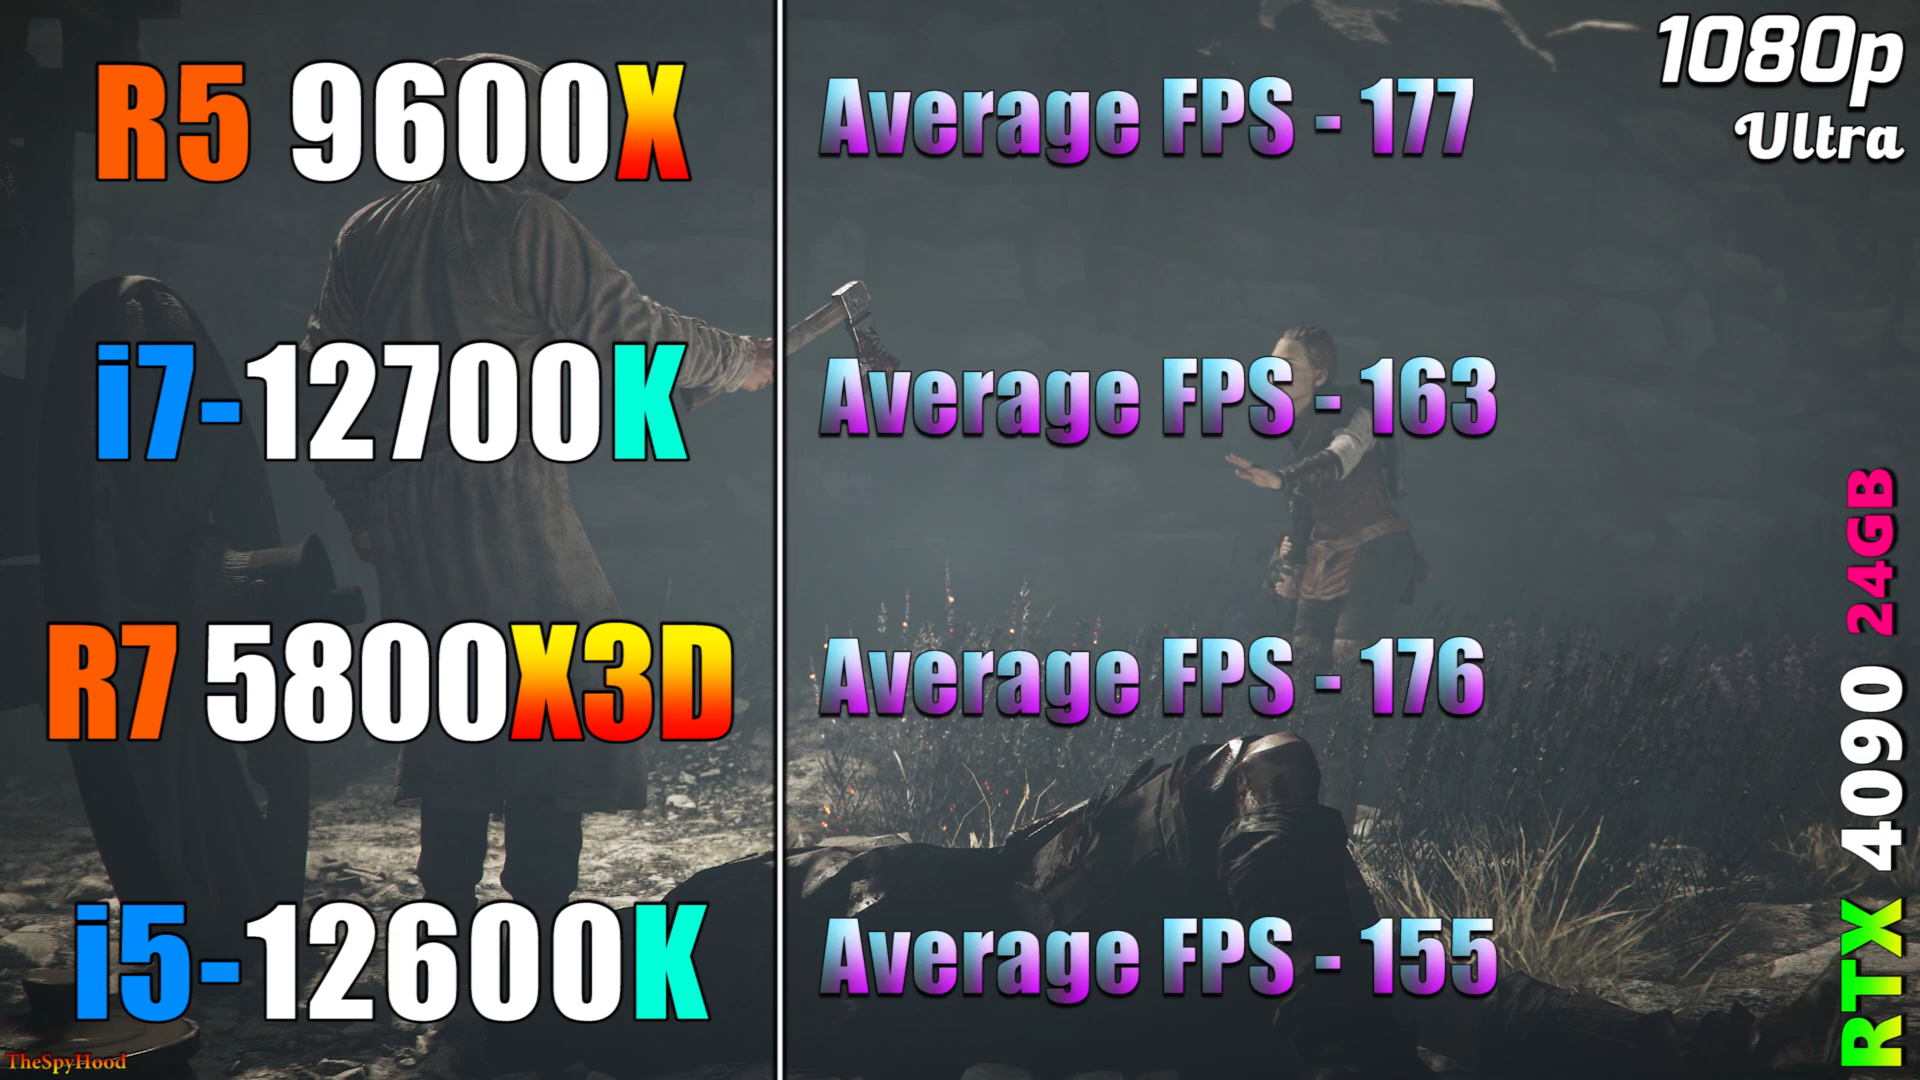 R5 9600X Average FPS - 177
1080p
Ultra
i7-12700K Average FPS - 163
R7 5800X3D Average FPS - 176
i5-12600K Average FPS - 155
RTX 4090 24GB
TheSpyHood